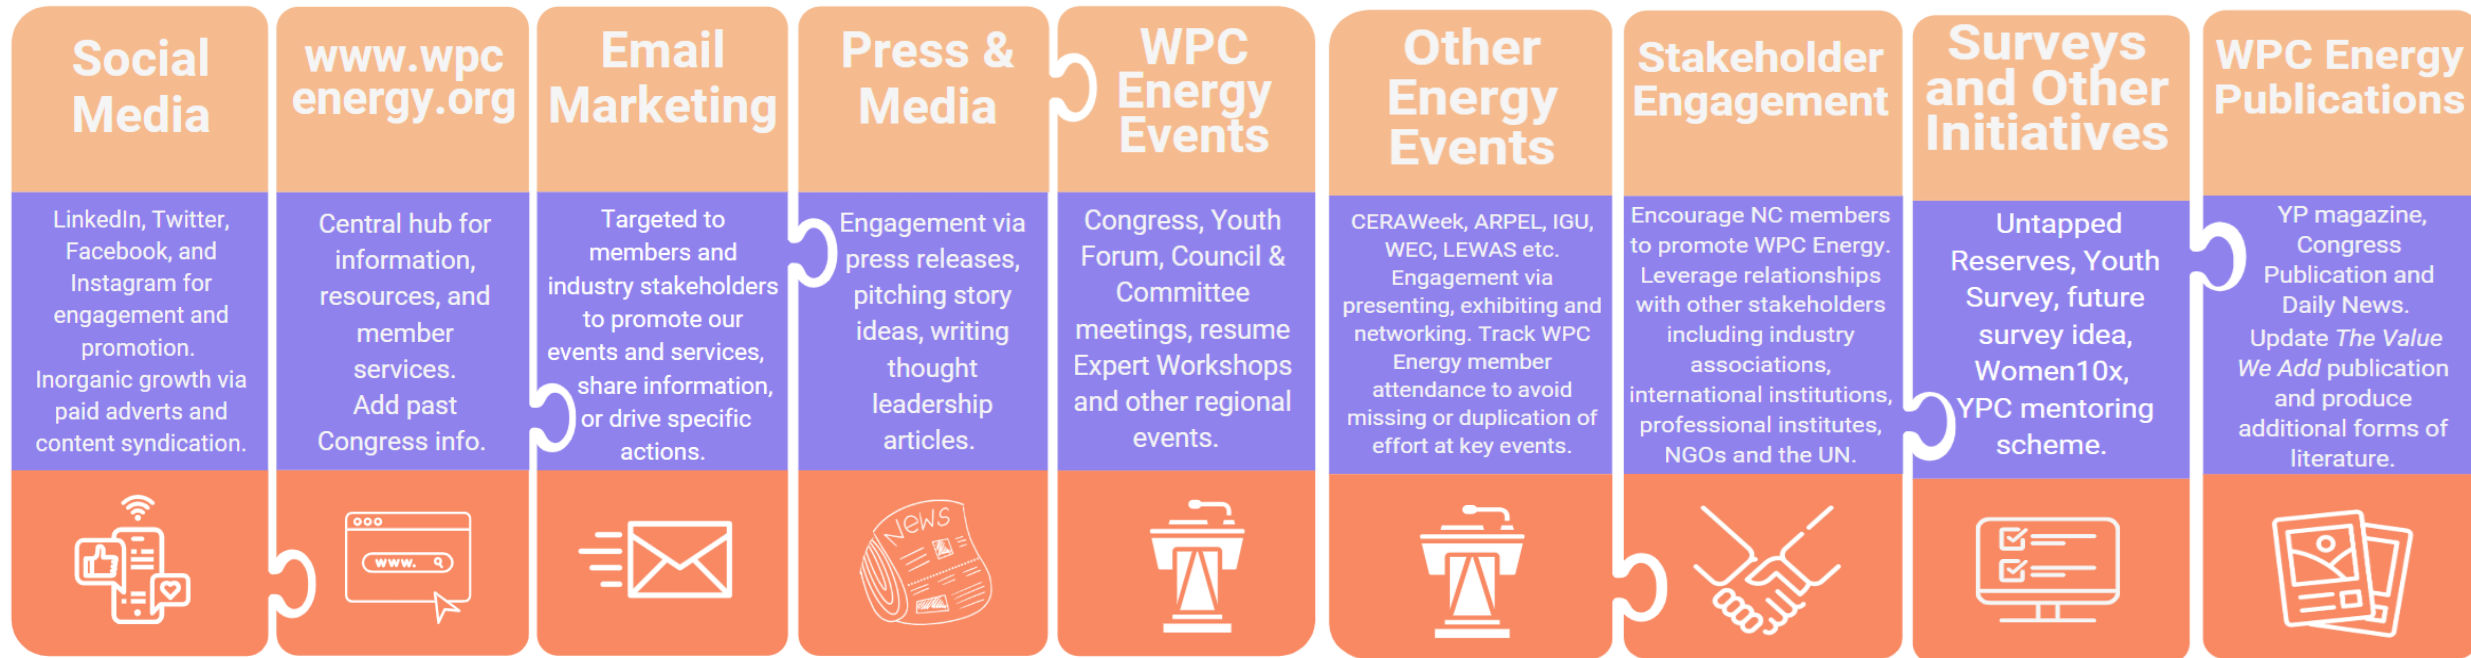 Social
Media
LinkedIn, Twitter,
Facebook, and
Instagram for
engagement and
promotion.
Inorganic growth via
paid adverts and
content syndication.
www.wpc
energy.org
Central hub for
information,
resources, and
member
services.
Add past
Congress info.
www.
Email
Marketing
Targeted to
members and
industry stakeholders
to promote our
events and services,
share information,
or drive specific
actions.
Press &
Media
Engagement via
press releases,
pitching story
ideas, writing
thought
leadership
articles.
NEWS
WPC
Energy
Events
Congress, Youth
Forum, Council &
Committee
meetings, resume
Expert Workshops
and other regional
events.
Other
Energy
Events
CERAWeek, ARPEL, IGU,
WEC, LEWAS etc.
Engagement via
presenting, exhibiting and
networking. Track WPC
Energy member
attendance to avoid
missing or duplication of
effort at key events.
Stakeholder
Engagement
Encourage NC members
to promote WPC Energy.
Leverage relationships
with other stakeholders
including industry
associations,
international institutions,
professional institutes,
NGOs and the UN.
Surveys
and Other
Initiatives
Untapped
Reserves, Youth
Survey, future
survey idea,
Women10x,
YPC mentoring
scheme.
WPC Energy
Publications
YP magazine,
Congress
Publication and
Daily News.
Update The Value
We Add publication
and produce
additional forms of
literature.